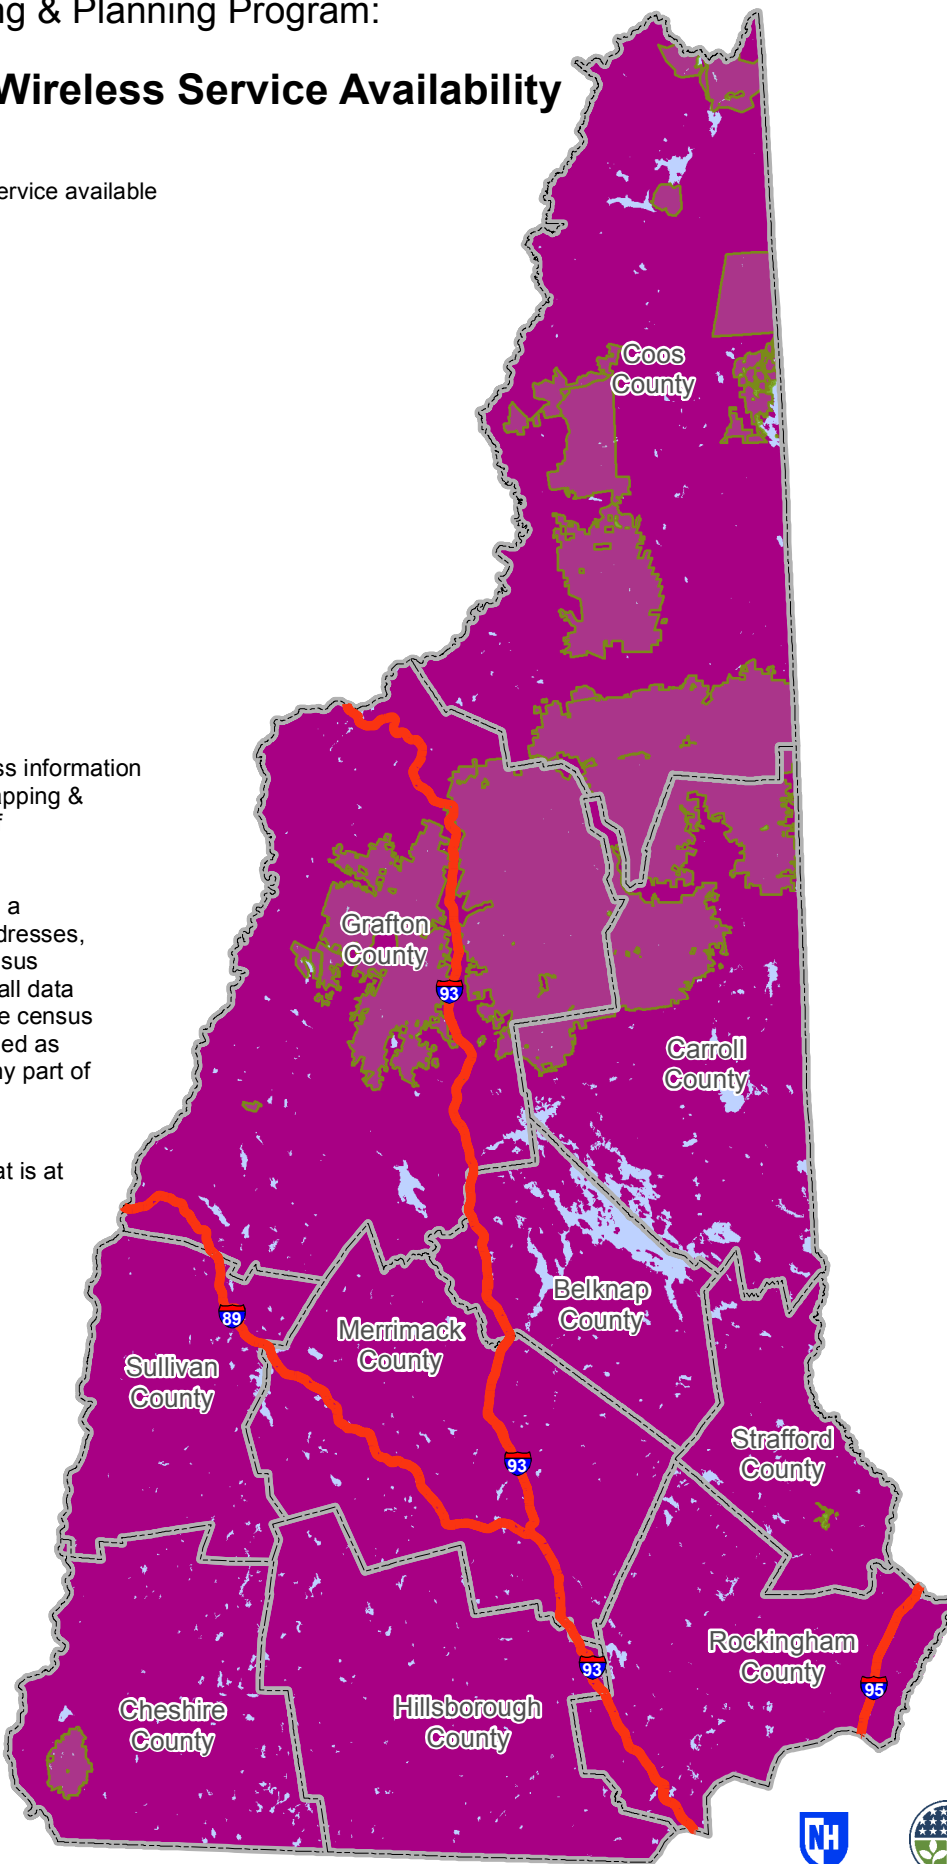 ng & Planning Program:
Wireless Service Availability
ervice available
Coos
County
ss information
apping &
a
dresses,
sus
all data
e census
ed as
ny part of
at is at
Grafton
County
93
Carroll
County
Belknap
County
89
Merrimack
County
Sullivan
County
93
Strafford
County
Rockingham
County
93
95
Cheshire
County
Hillsborough
County
NH